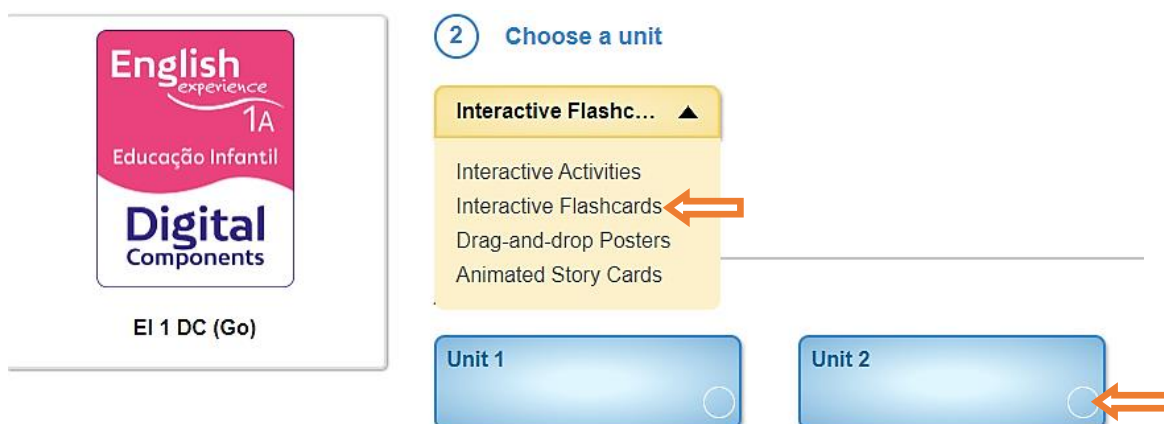 English
experience
1A
Educação Infantil
Digital
Components
EI 1 DC (Go)
2 Choose a unit
Interactive Flashc... ▲
Interactive Activities
Interactive Flashcards
Drag-and-drop Posters
Animated Story Cards
Unit 1
Unit 2